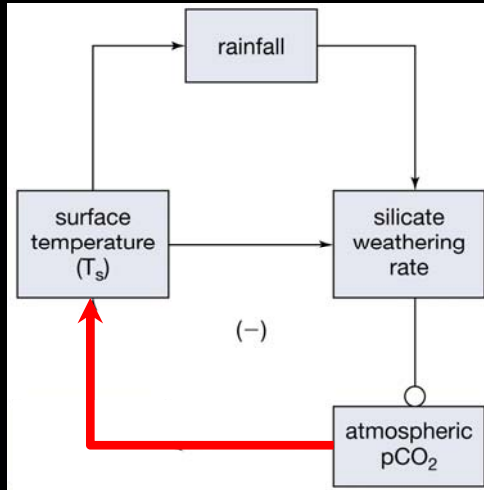 rainfall
surface
temperature
(Tₛ)
silicate
weathering
rate
(−)
atmospheric
pCO₂